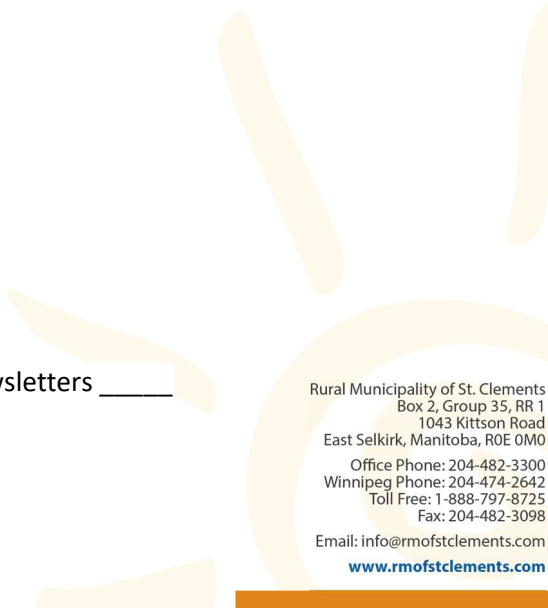 _____
Rural Municipality of St. Clements
Box 2, Group 35, RR 1
1043 Kittson Road
East Selkirk, Manitoba, R0E 0M0
Office Phone: 204-482-3300
Winnipeg Phone: 204-474-2642
Toll Free: 1-888-797-8725
Fax: 204-482-3098
Email: info@rmofstclements.com
www.rmofstclements.com